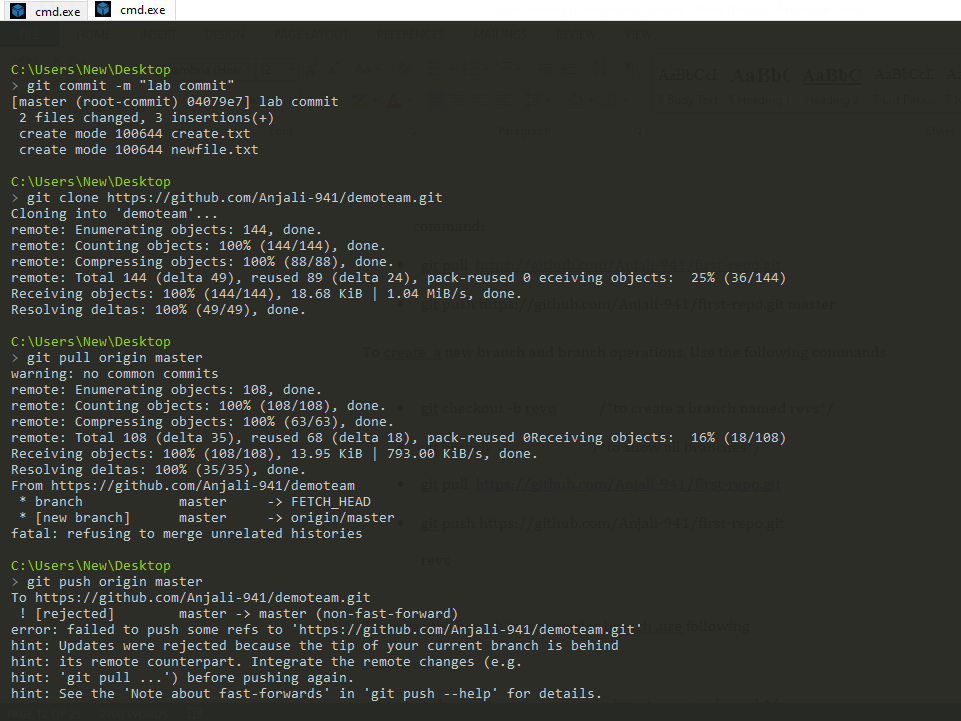 cmd.exe
cmd.exe
C:\Users\New\Desktop
> git commit -m "lab commit"
[master (root-commit) 04079e7] lab commit
 2 files changed, 3 insertions(+)
 create mode 100644 create.txt
 create mode 100644 newfile.txt
C:\Users\New\Desktop
> git clone https://github.com/Anjali-941/demoteam.git
Cloning into 'demoteam'...
remote: Enumerating objects: 144, done.
remote: Counting objects: 100% (144/144), done.
remote: Compressing objects: 100% (88/88), done.
remote: Total 144 (delta 49), reused 89 (delta 24), pack-reused 0 eceiving objects:  25% (36/144)
Receiving objects: 100% (144/144), 18.68 KiB | 1.04 MiB/s, done.
Resolving deltas: 100% (49/49), done.
C:\Users\New\Desktop
> git pull origin master
warning: no common commits
remote: Enumerating objects: 108, done.
remote: Counting objects: 100% (108/108), done.
remote: Compressing objects: 100% (63/63), done.
remote: Total 108 (delta 35), reused 68 (delta 18), pack-reused 0Receiving objects:  16% (18/108)
Receiving objects: 100% (108/108), 13.95 KiB | 793.00 KiB/s, done.
Resolving deltas: 100% (35/35), done.
From https://github.com/Anjali-941/demoteam
 * branch            master     -> FETCH_HEAD
 * [new branch]      master     -> origin/master
fatal: refusing to merge unrelated histories
C:\Users\New\Desktop
> git push origin master
To https://github.com/Anjali-941/demoteam.git
 ! [rejected]        master -> master (non-fast-forward)
error: failed to push some refs to 'https://github.com/Anjali-941/demoteam.git'
hint: Updates were rejected because the tip of your current branch is behind
hint: its remote counterpart. Integrate the remote changes (e.g.
hint: 'git pull ...') before pushing again.
hint: See the 'Note about fast-forwards' in 'git push --help' for details.